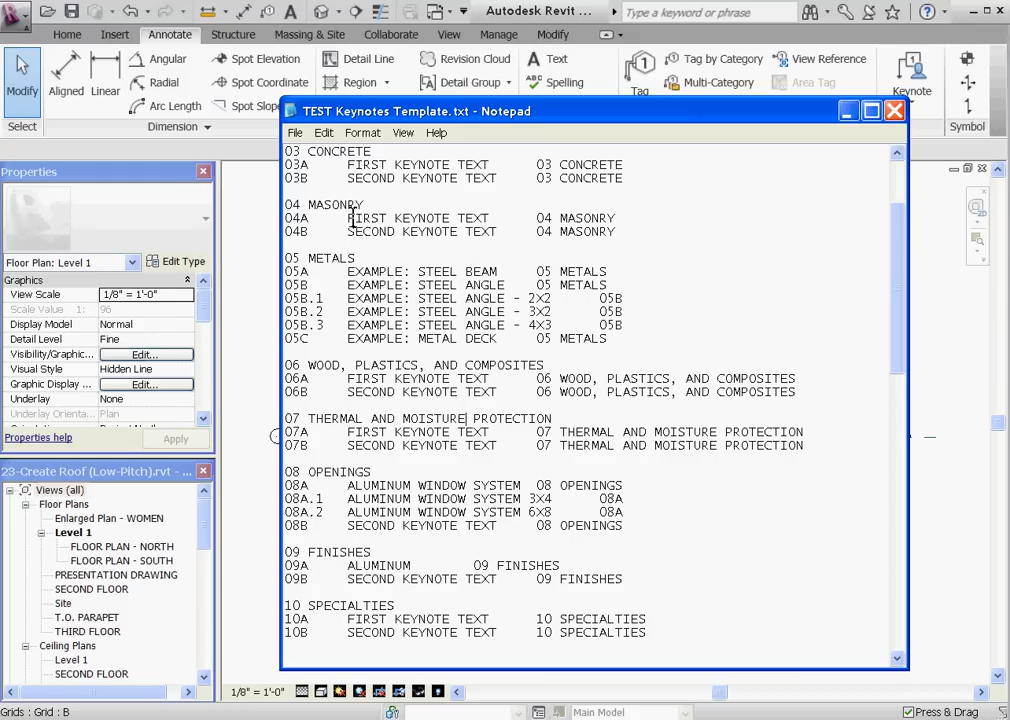 Autodesk Revit ...
Type a keyword or phrase
Home Insert Annotate Structure Massing & Site Collaborate View Manage Modify
Modify
Select
Aligned
Linear
Angular
Radial
Arc Length
Dimension
Spot Elevation
Spot Coordinate
Spot Slope
Detail Line
Region
Revision Cloud
Detail Group
Text
Spelling
Tag
Tag by Category
Multi-Category
View Reference
Area Tag
Keynote
Symbol
TEST Keynotes Template.txt - Notepad
File Edit Format View Help
03 CONCRETE
03A FIRST KEYNOTE TEXT 03 CONCRETE
03B SECOND KEYNOTE TEXT 03 CONCRETE
04 MASONRY
04A FIRST KEYNOTE TEXT 04 MASONRY
04B SECOND KEYNOTE TEXT 04 MASONRY
05 METALS
05A EXAMPLE: STEEL BEAM 05 METALS
05B EXAMPLE: STEEL ANGLE 05 METALS
05B.1 EXAMPLE: STEEL ANGLE - 2X2 05B
05B.2 EXAMPLE: STEEL ANGLE - 3X2 05B
05B.3 EXAMPLE: STEEL ANGLE - 4X3 05B
05C EXAMPLE: METAL DECK 05 METALS
06 WOOD, PLASTICS, AND COMPOSITES
06A FIRST KEYNOTE TEXT 06 WOOD, PLASTICS, AND COMPOSITES
06B SECOND KEYNOTE TEXT 06 WOOD, PLASTICS, AND COMPOSITES
07 THERMAL AND MOISTURE PROTECTION
07A FIRST KEYNOTE TEXT 07 THERMAL AND MOISTURE PROTECTION
07B SECOND KEYNOTE TEXT 07 THERMAL AND MOISTURE PROTECTION
08 OPENINGS
08A ALUMINUM WINDOW SYSTEM 08 OPENINGS
08A.1 ALUMINUM WINDOW SYSTEM 3X4 08A
08A.2 ALUMINUM WINDOW SYSTEM 6X8 08A
08B SECOND KEYNOTE TEXT 08 OPENINGS
09 FINISHES
09A ALUMINUM 09 FINISHES
09B SECOND KEYNOTE TEXT 09 FINISHES
10 SPECIALTIES
10A FIRST KEYNOTE TEXT 10 SPECIALTIES
10B SECOND KEYNOTE TEXT 10 SPECIALTIES
Properties
Floor Plan: Level 1 Edit Type
Graphics
View Scale 1/8" = 1'-0"
Scale Value 1: 96
Display Model Normal
Detail Level Fine
Visibility/Graphic... Edit...
Visual Style Hidden Line
Graphic Display ... Edit...
Underlay None
Underlay Orienta... Plan
Properties help Apply
23-Create Roof (Low-Pitch).rvt - ...
Views (all)
Floor Plans
Enlarged Plan - WOMEN
Level 1
FLOOR PLAN - NORTH
FLOOR PLAN - SOUTH
PRESENTATION DRAWING
SECOND FLOOR
Site
T.O. PARAPET
THIRD FLOOR
Ceiling Plans
Level 1
SECOND FLOOR
1/8" = 1'-0"
Grids : Grid : B
Main Model
Press & Drag